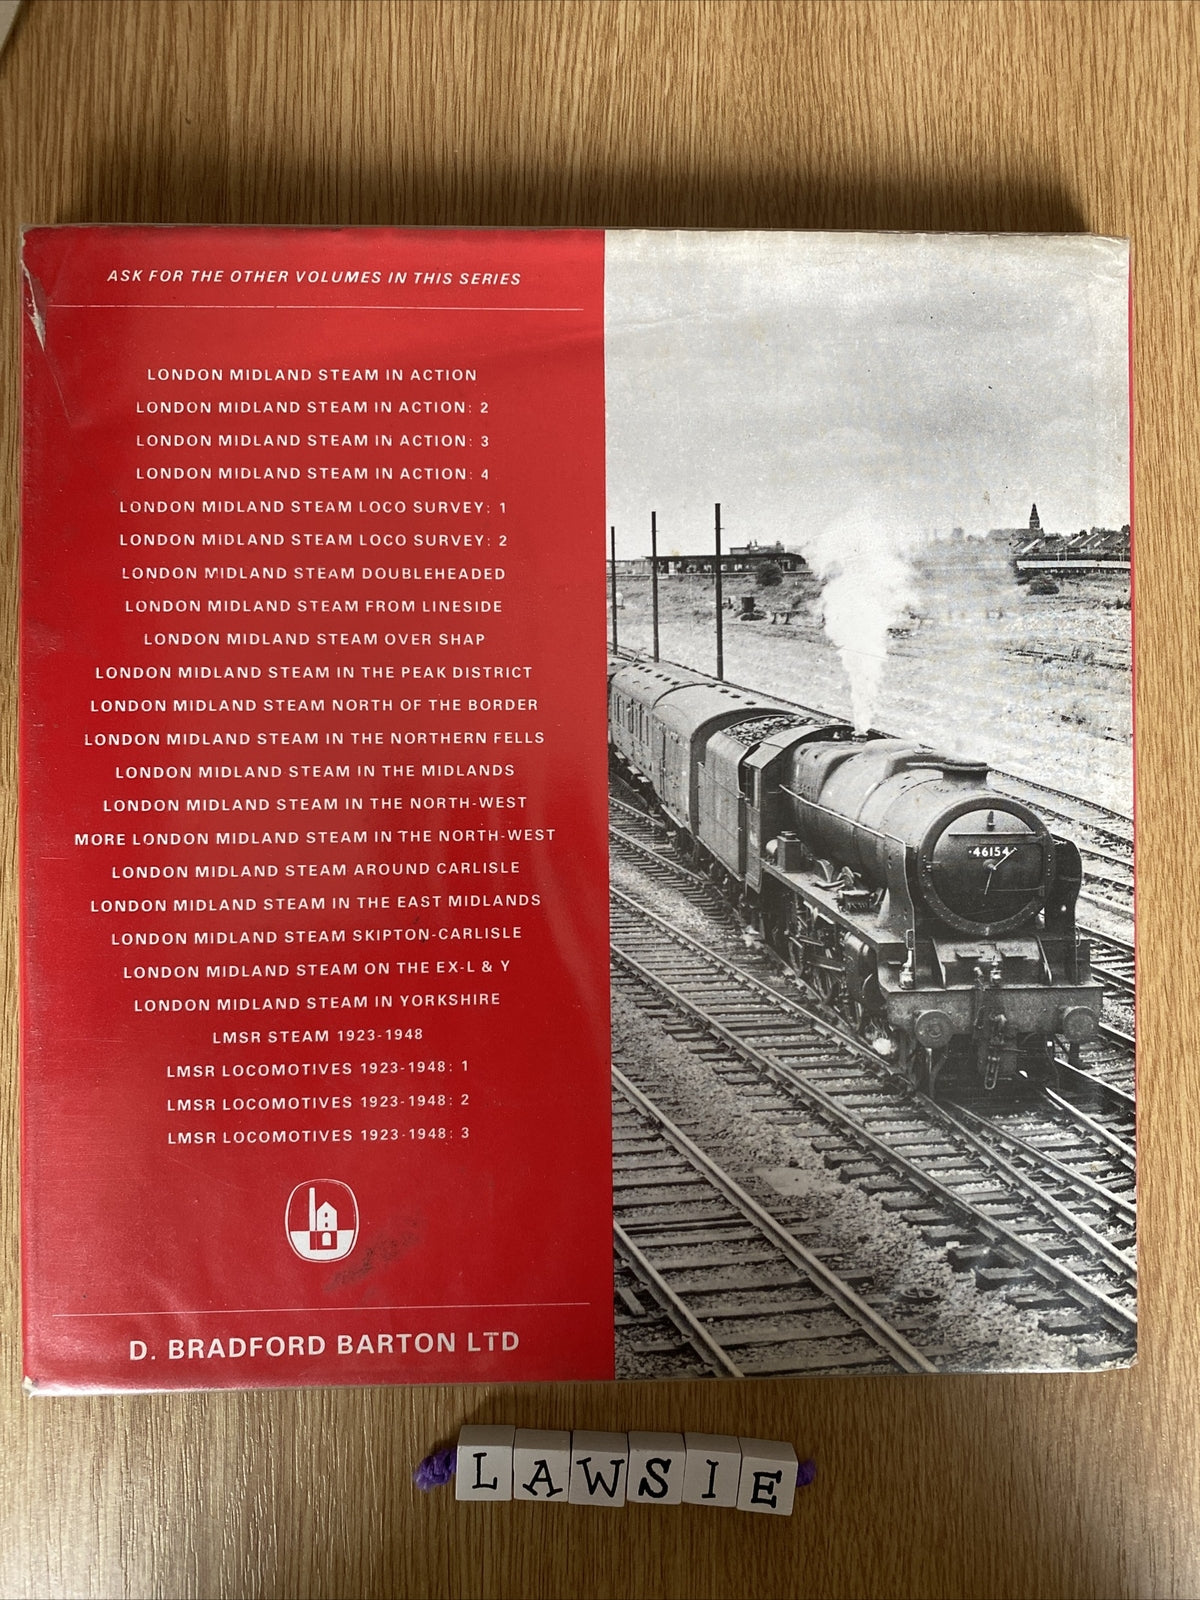 ASK FOR THE OTHER VOLUMES IN THIS SERIES
LONDON MIDLAND STEAM IN ACTION
LONDON MIDLAND STEAM IN ACTION: 2
LONDON MIDLAND STEAM IN ACTION: 3
LONDON MIDLAND STEAM IN ACTION: 4
LONDON MIDLAND STEAM LOCO SURVEY: 1
LONDON MIDLAND STEAM LOCO SURVEY: 2
LONDON MIDLAND STEAM DOUBLEHEADED
LONDON MIDLAND STEAM FROM LINESIDE
LONDON MIDLAND STEAM OVER SHAP
LONDON MIDLAND STEAM IN THE PEAK DISTRICT
LONDON MIDLAND STEAM NORTH OF THE BORDER
LONDON MIDLAND STEAM IN THE NORTHERN FELLS
LONDON MIDLAND STEAM IN THE MIDLANDS
LONDON MIDLAND STEAM IN THE NORTH-WEST
MORE LONDON MIDLAND STEAM IN THE NORTH-WEST
LONDON MIDLAND STEAM AROUND CARLISLE
LONDON MIDLAND STEAM IN THE EAST MIDLANDS
LONDON MIDLAND STEAM SKIPTON-CARLISLE
LONDON MIDLAND STEAM ON THE EX-L & Y
LONDON MIDLAND STEAM IN YORKSHIRE
LMSR STEAM 1923-1948
LMSR LOCOMOTIVES 1923-1948: 1
LMSR LOCOMOTIVES 1923-1948: 2
LMSR LOCOMOTIVES 1923-1948: 3
D. BRADFORD BARTON LTD
46154
LAWSIE